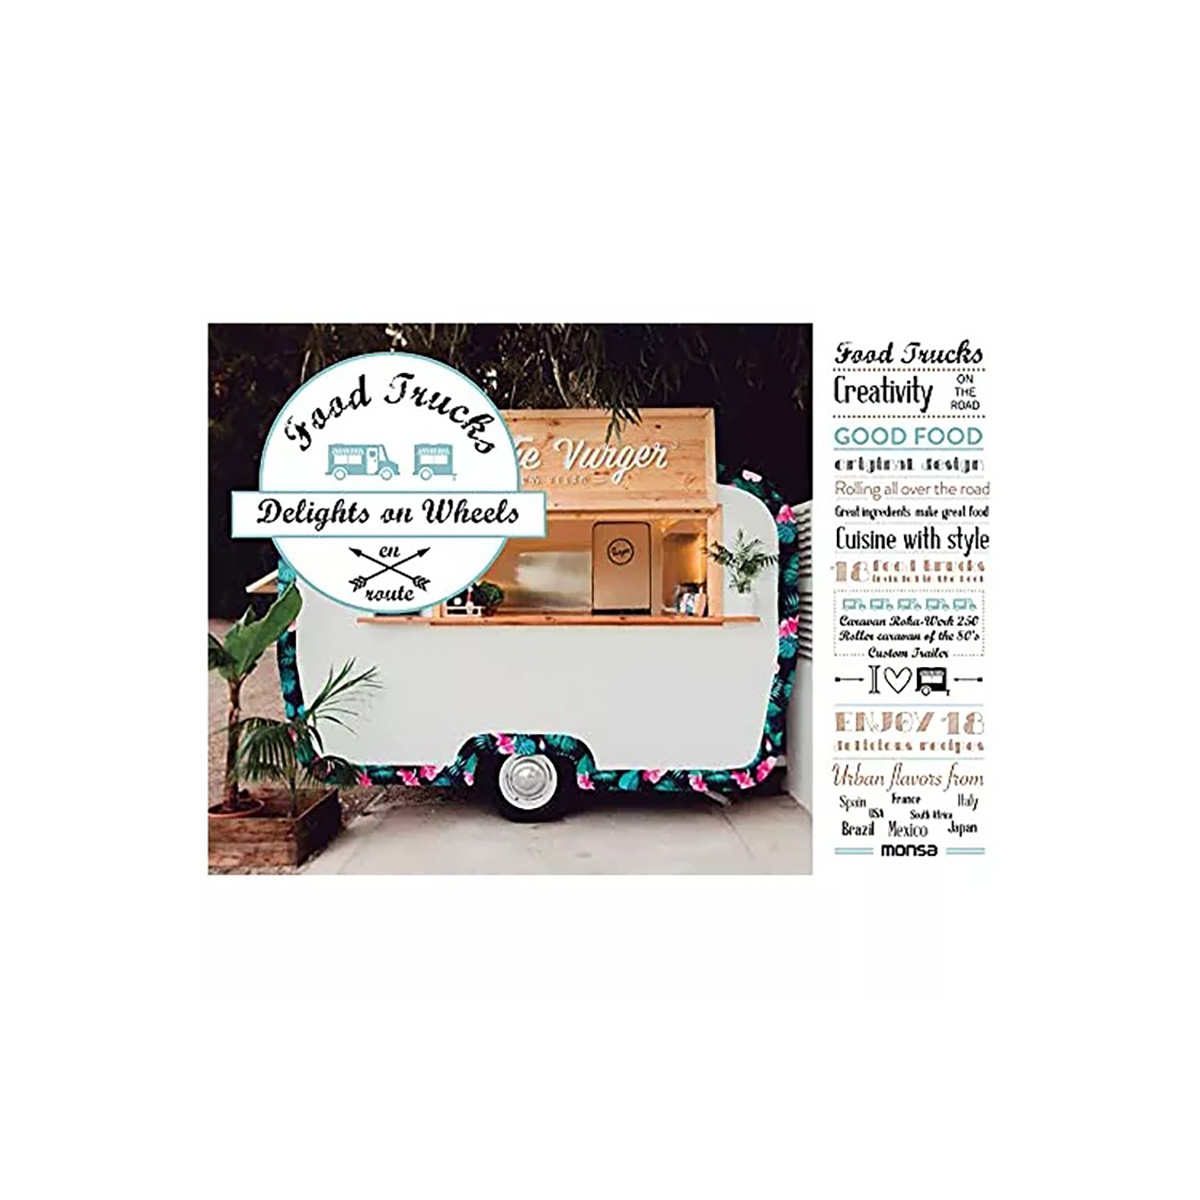 Food Trucks
Delights on Wheels
en
route
Vurger
Food Trucks
Creativity
ON
THE
ROAD
GOOD FOOD
original design
Rolling all over the road
Great ingredients make great food
Cuisine with style
18 food trucks
Caravan Roka-Werk 250
Roller caravan of the 80's
Custom Trailer
I
ENJOY 18
delicious recipes
Urban flavors from
Spain France Italy
USA South Africa
Brazil Mexico Japan
monsa